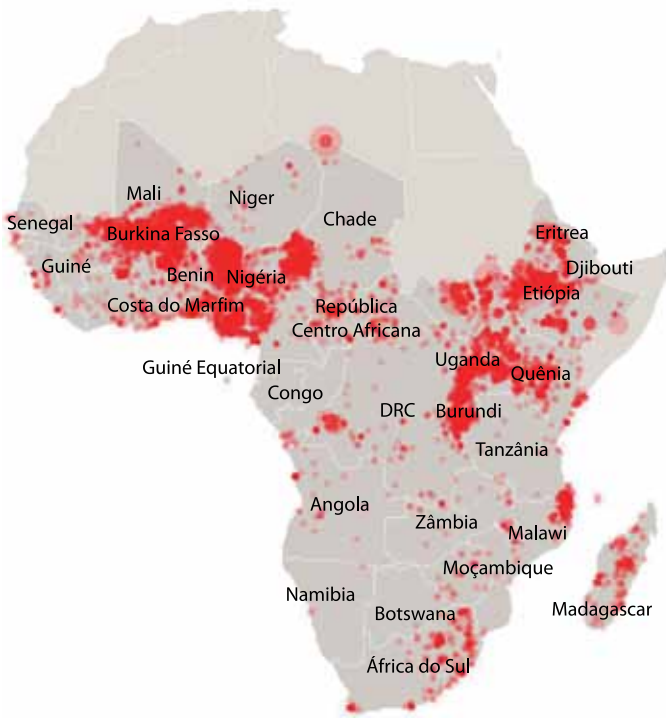 Mali
Niger
Chade
Senegal
Burkina Fasso
Eritrea
Guiné
Benin
Nigéria
Djibouti
Etiópia
Costa do Marfim
República
Centro Africana
Guiné Equatorial
Uganda
Quênia
Congo
DRC
Burundi
Tanzânia
Angola
Zâmbia
Malawi
Moçambique
Namibia
Botswana
Madagascar
África do Sul